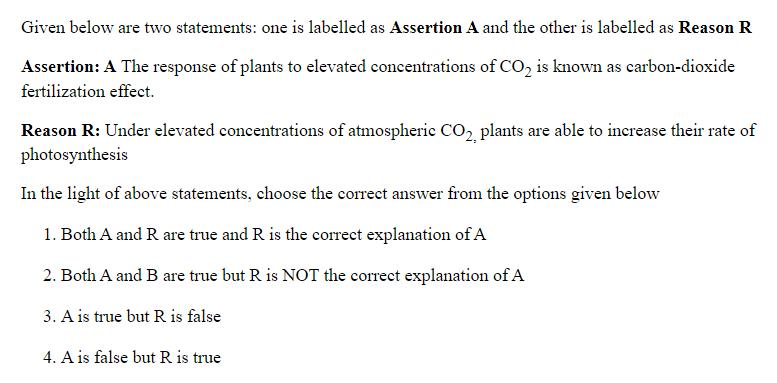 Given below are two statements: one is labelled as Assertion A and the other is labelled as Reason R
Assertion: A The response of plants to elevated concentrations of CO₂ is known as carbon-dioxide
fertilization effect.
Reason R: Under elevated concentrations of atmospheric CO₂, plants are able to increase their rate of
photosynthesis
In the light of above statements, choose the correct answer from the options given below
1. Both A and R are true and R is the correct explanation of A
2. Both A and B are true but R is NOT the correct explanation of A
3. A is true but R is false
4. A is false but R is true